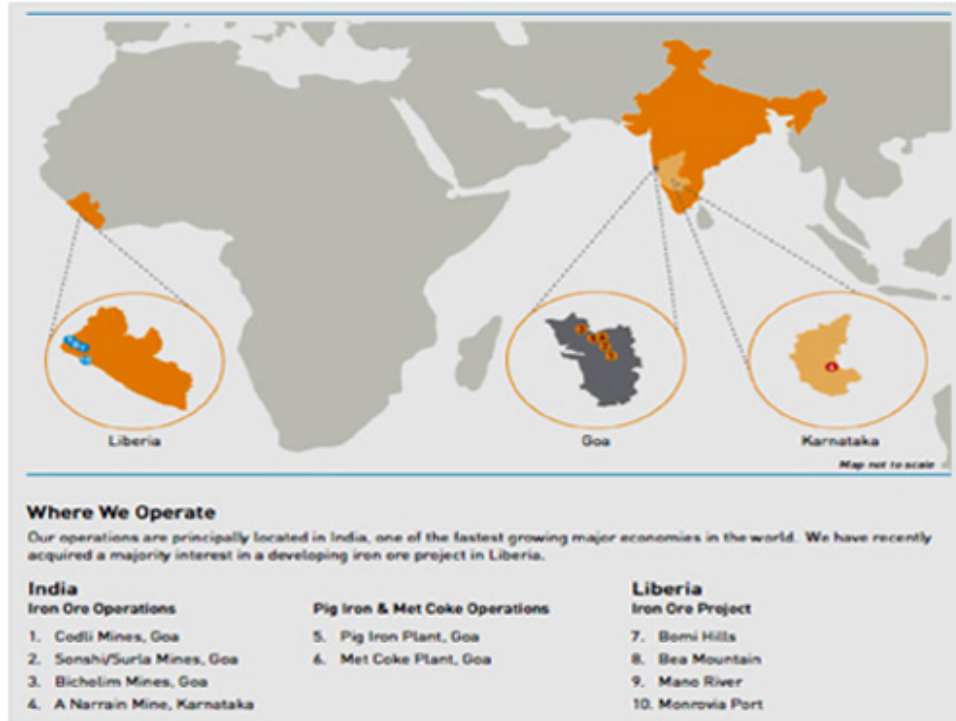 Liberia
Goa
Karnataka
Map not to scale
Where We Operate
Our operations are principally located in India, one of the fastest growing major economies in the world. We have recently
acquired a majority interest in a developing iron ore project in Liberia.
India
Iron Ore Operations
1. Codli Mines, Goa
2. Sonshi/Surla Mines, Goa
3. Bicholim Mines, Goa
4. A Narrain Mine, Karnataka
Pig Iron & Met Coke Operations
5. Pig Iron Plant, Goa
6. Met Coke Plant, Goa
Liberia
Iron Ore Project
7. Bomi Hills
8. Bea Mountain
9. Mano River
10. Monrovia Port